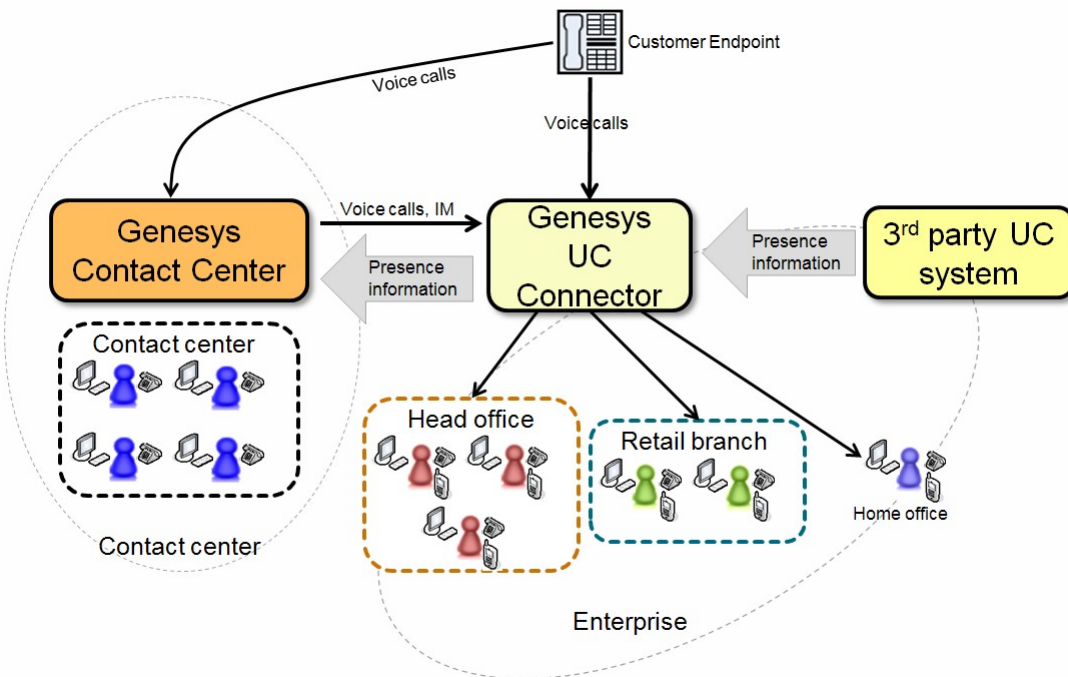 Customer Endpoint
Voice calls
Voice calls
Genesys
Contact Center
Voice calls, IM
Presence
information
Genesys
UC
Connector
Presence
information
3rd party UC
system
Contact center
Head office
Retail branch
Home office
Contact center
Enterprise